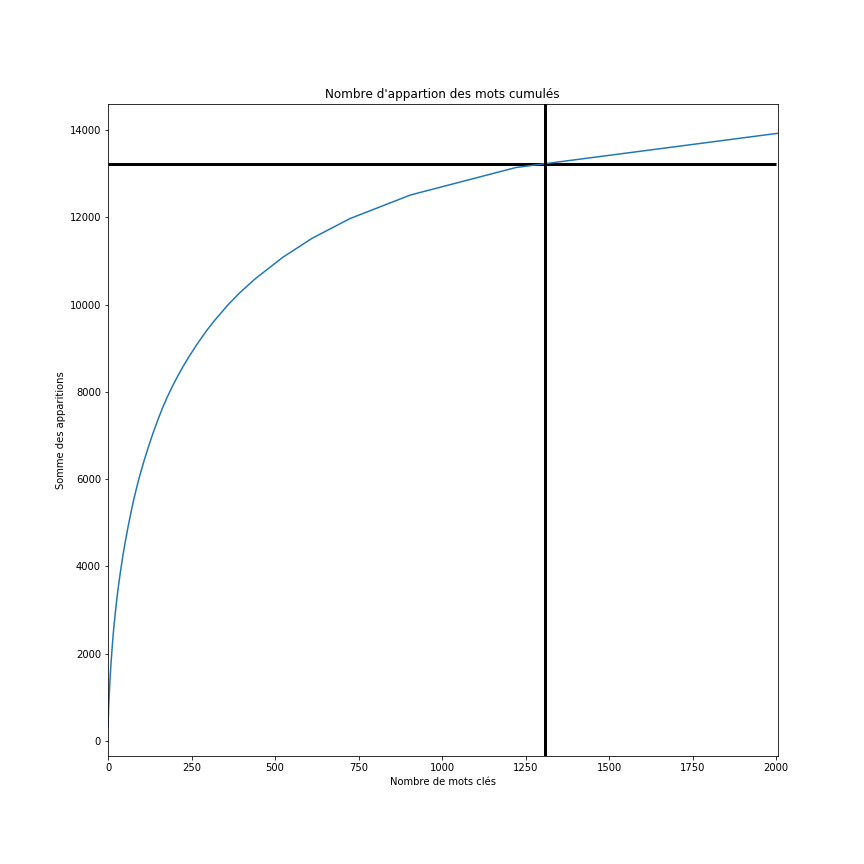 Nombre d'appartion des mots cumulés
14000
12000
10000
8000
6000
4000
2000
0
Somme des apparitions
0 250 500 750 1000 1250 1500 1750 2000
Nombre de mots clés